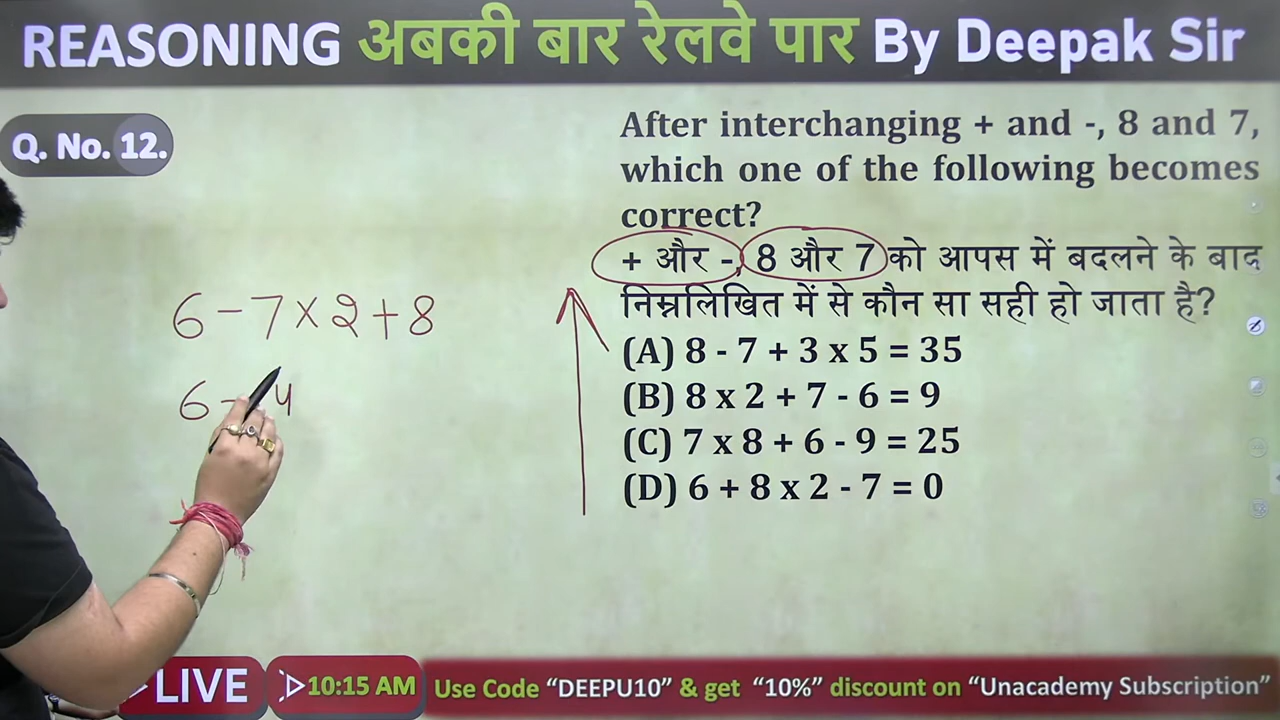 REASONING अबकी बार रेलवे पार By Deepak Sir
Q. No. 12.
After interchanging + and -, 8 and 7,
which one of the following becomes
correct?
+ और -, 8 और 7 को आपस में बदलने के बाद
निम्नलिखित में से कौन सा सही हो जाता है?
(A) 8 - 7 + 3 x 5 = 35
(B) 8 x 2 + 7 - 6 = 9
(C) 7 x 8 + 6 - 9 = 25
(D) 6 + 8 x 2 - 7 = 0
6 - 7 x 2 + 8
6 - 4
LIVE
10:15 AM
Use Code “DEEPU10” & get “10%” discount on “Unacademy Subscription”